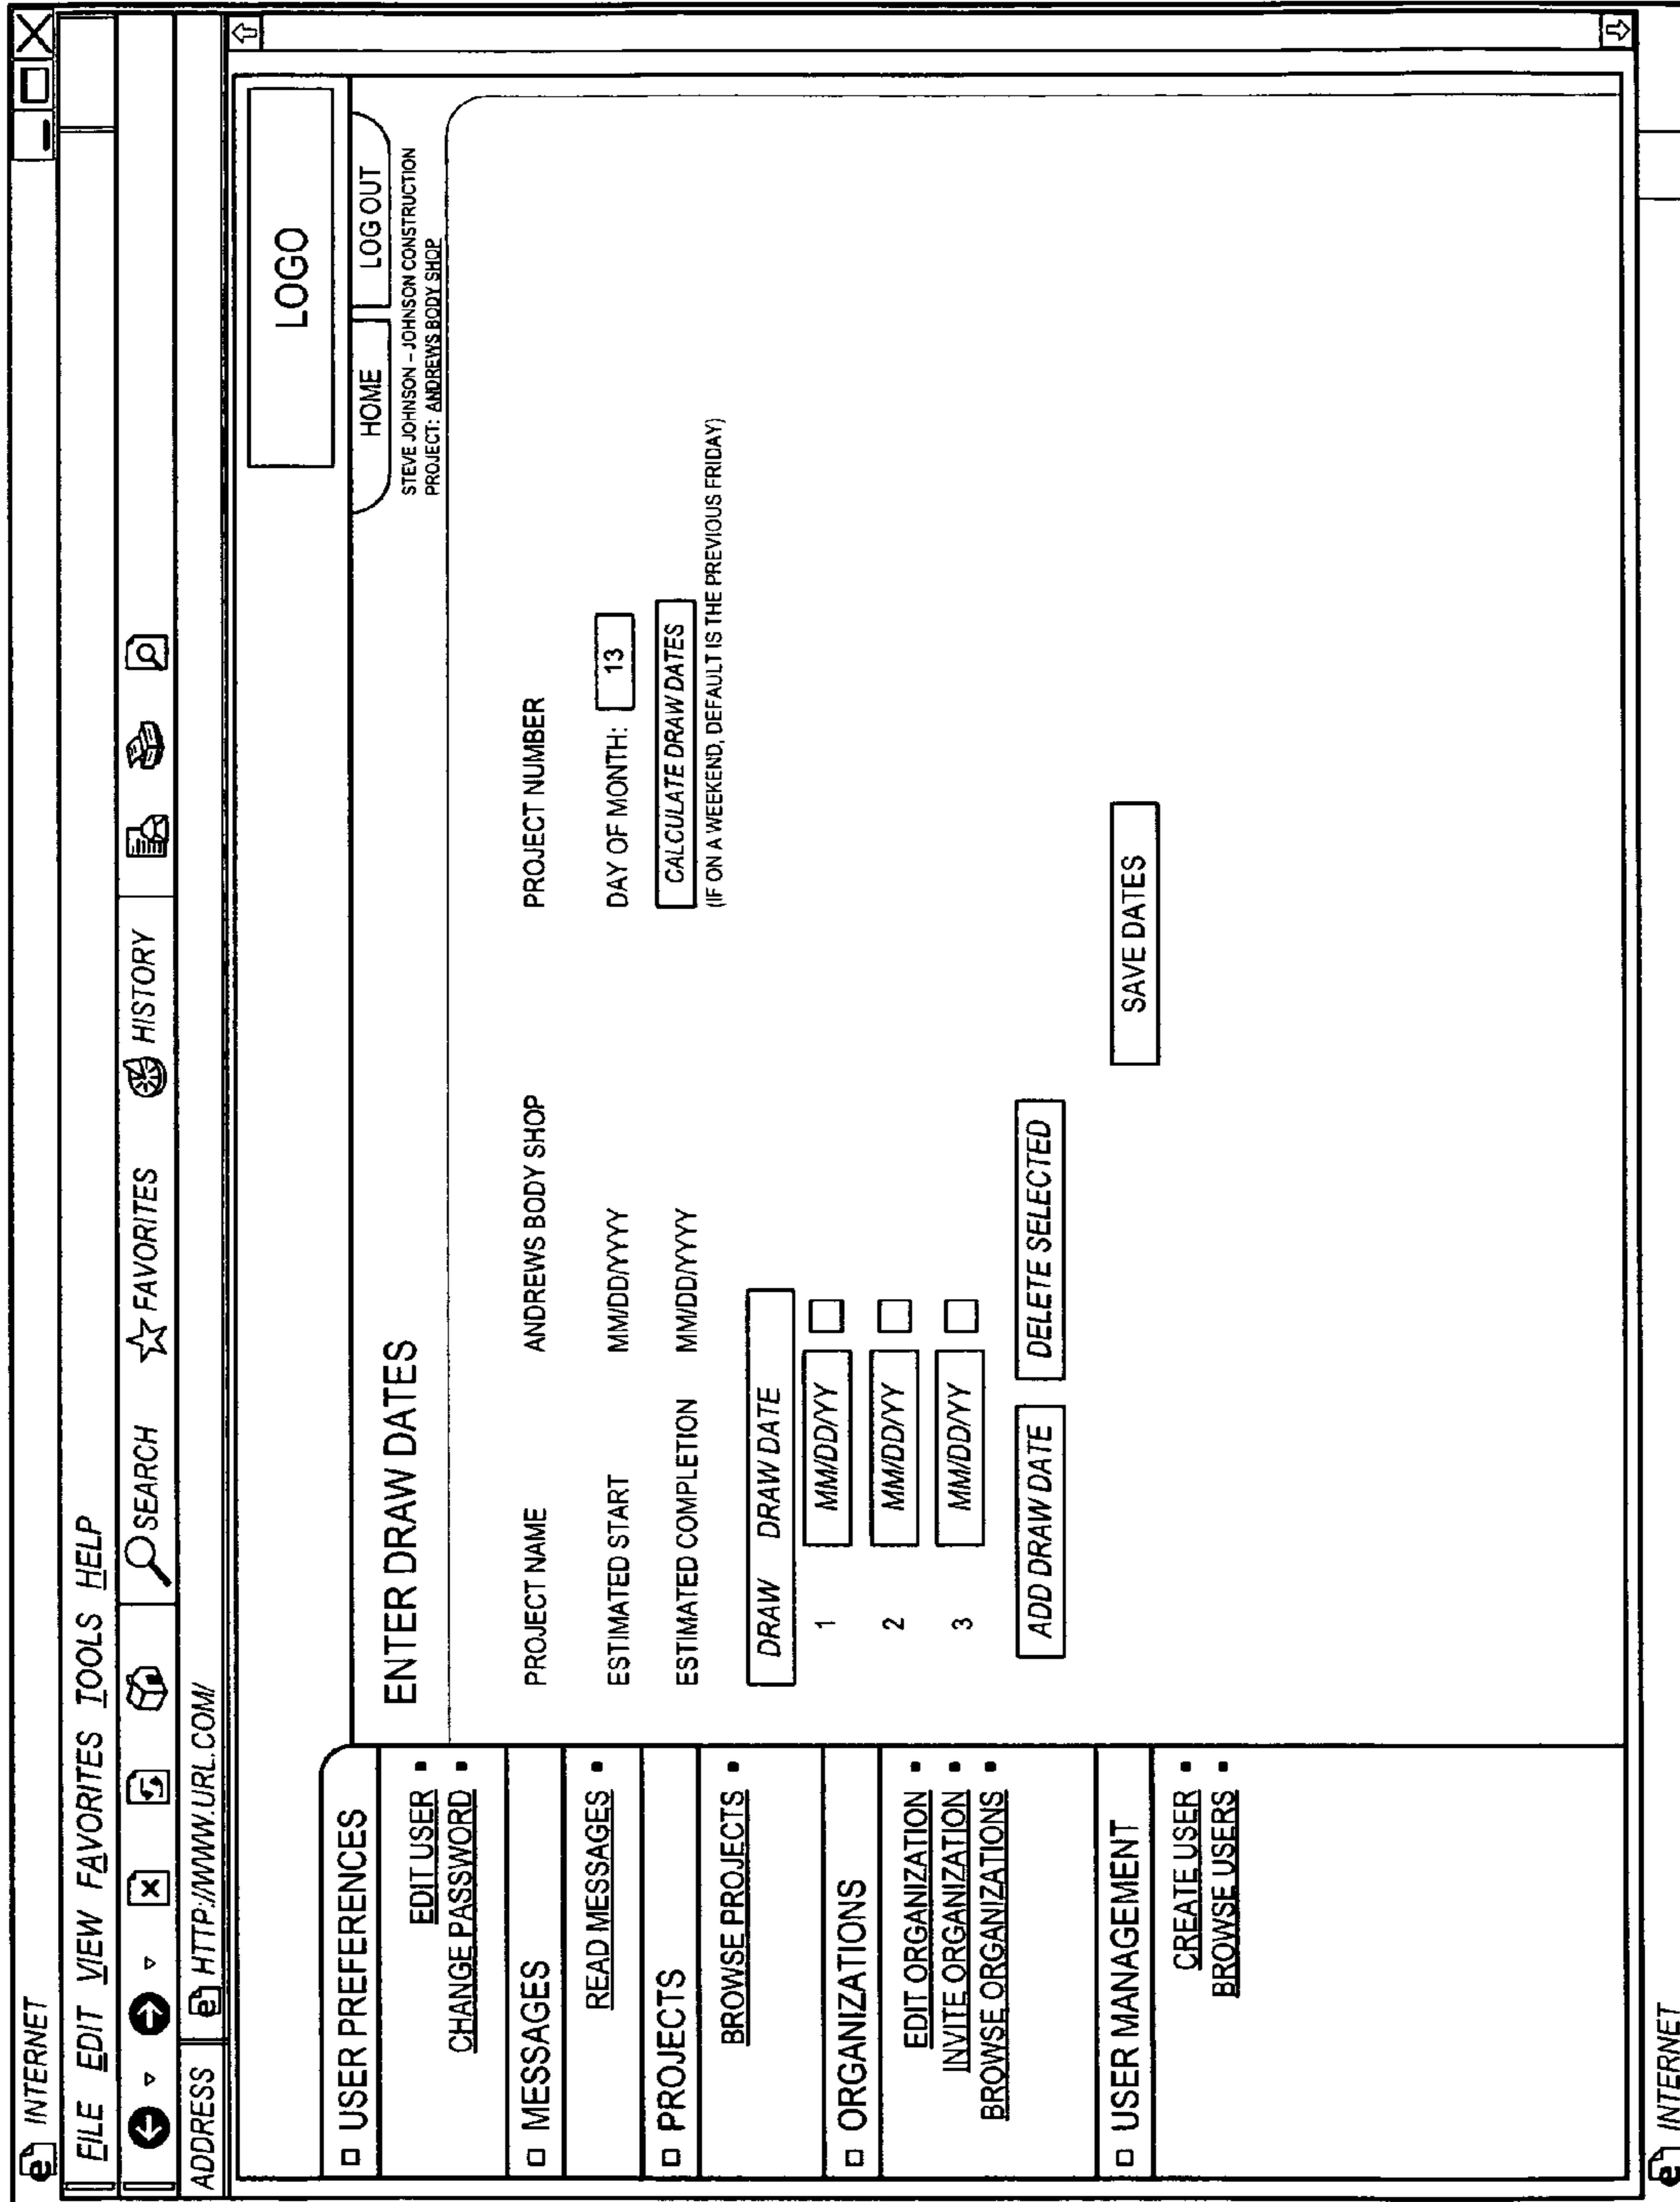 INTERNET
FILE EDIT VIEW FAVORITES TOOLS HELP
SEARCH FAVORITES HISTORY
ADDRESS HTTP://WWW.URL.COM/
LOGO
HOME LOG OUT
STEVE JOHNSON – JOHNSON CONSTRUCTION
PROJECT: ANDREWS BODY SHOP
USER PREFERENCES
EDIT USER
CHANGE PASSWORD
MESSAGES
READ MESSAGES
PROJECTS
BROWSE PROJECTS
ORGANIZATIONS
EDIT ORGANIZATION
INVITE ORGANIZATION
BROWSE ORGANIZATIONS
USER MANAGEMENT
CREATE USER
BROWSE USERS
ENTER DRAW DATES
PROJECT NAME ANDREWS BODY SHOP PROJECT NUMBER
ESTIMATED START MM/DD/YYYY DAY OF MONTH: 13
ESTIMATED COMPLETION MM/DD/YYYY CALCULATE DRAW DATES
(IF ON A WEEKEND, DEFAULT IS THE PREVIOUS FRIDAY)
DRAW DRAW DATE
1 MM/DD/YY
2 MM/DD/YY
3 MM/DD/YY
ADD DRAW DATE DELETE SELECTED
SAVE DATES
INTERNET